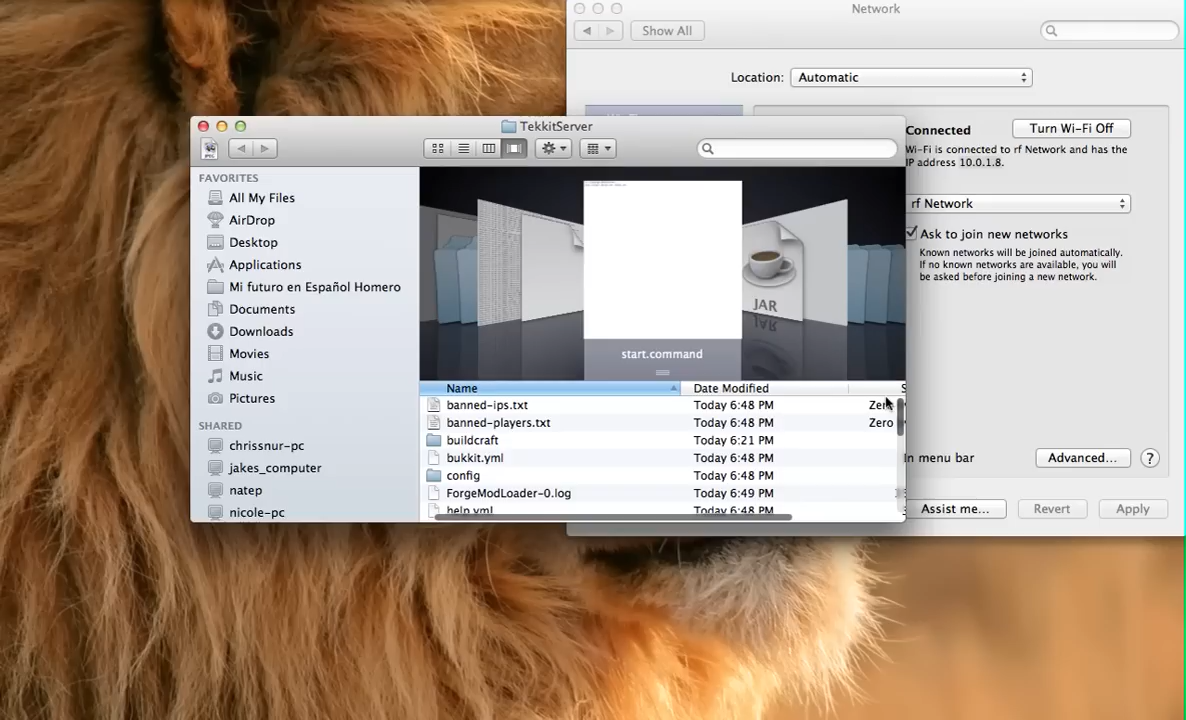 Network
Show All
Location: Automatic
TekkitServer
Connected
Turn Wi-Fi Off
Wi-Fi is connected to rf Network and has the
IP address 10.0.1.8.
rf Network
Ask to join new networks
Known networks will be joined automatically.
If no known networks are available, you will
be asked before joining a new network.
In menu bar
Advanced...
?
Assist me...
Revert
Apply
FAVORITES
All My Files
AirDrop
Desktop
Applications
Mi futuro en Español Homero
Documents
Downloads
Movies
Music
Pictures
SHARED
chrissnur-pc
jakes_computer
natep
nicole-pc
JAR
start.command
Name Date Modified S
banned-ips.txt Today 6:48 PM Zero
banned-players.txt Today 6:48 PM Zero
buildcraft Today 6:21 PM
bukkit.yml Today 6:48 PM
config Today 6:48 PM
ForgeModLoader-0.log Today 6:49 PM
help.yml Today 6:48 PM